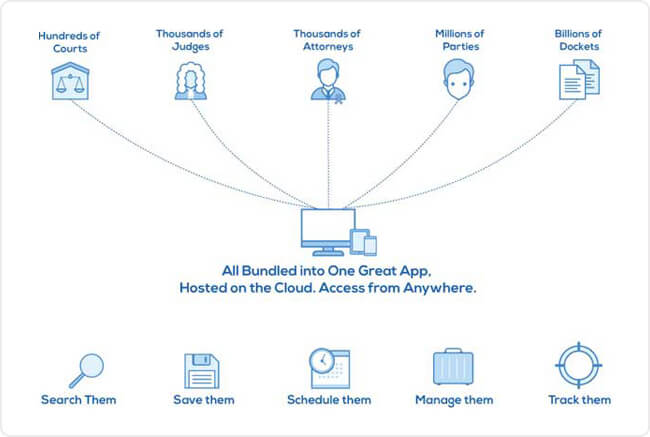 Hundreds of
Courts
Thousands of
Judges
Thousands of
Attorneys
Millions of
Parties
Billions of
Dockets
All Bundled into One Great App,
Hosted on the Cloud. Access from Anywhere.
Search Them
Save them
Schedule them
Manage them
Track them